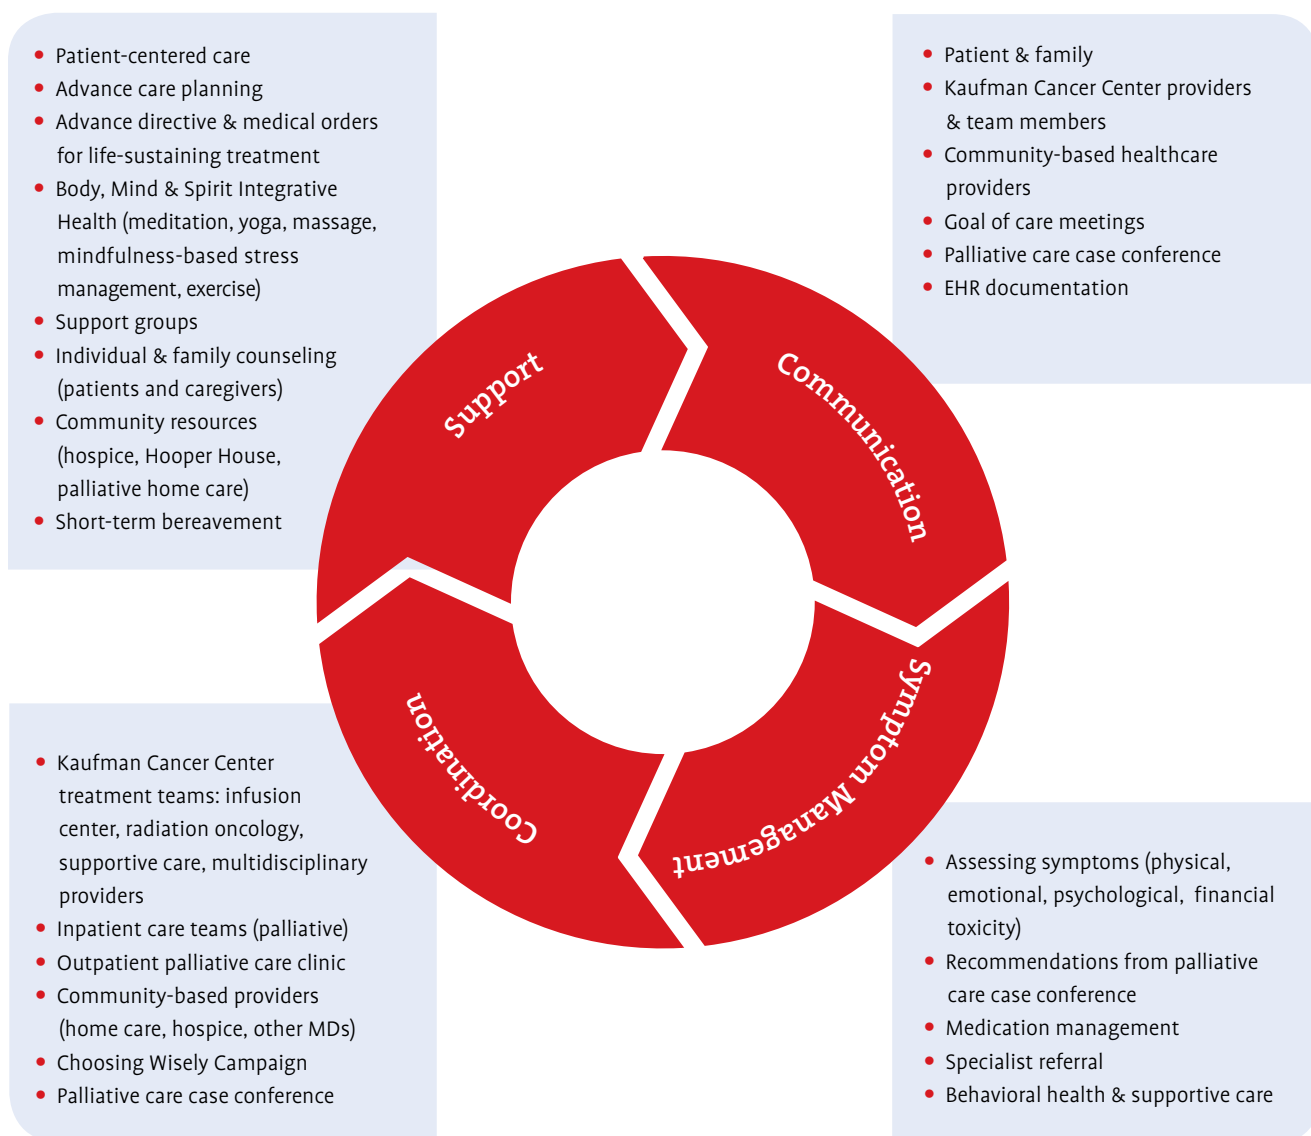 • Patient-centered care
• Advance care planning
• Advance directive & medical orders
for life-sustaining treatment
• Body, Mind & Spirit Integrative
Health (meditation, yoga, massage,
mindfulness-based stress
management, exercise)
• Support groups
• Individual & family counseling
(patients and caregivers)
• Community resources
(hospice, Hooper House,
palliative home care)
• Short-term bereavement
• Patient & family
• Kaufman Cancer Center providers
& team members
• Community-based healthcare
providers
• Goal of care meetings
• Palliative care case conference
• EHR documentation
Support
Communication
Coordination
Symptom Management
• Kaufman Cancer Center
treatment teams: infusion
center, radiation oncology,
supportive care, multidisciplinary
providers
• Inpatient care teams (palliative)
• Outpatient palliative care clinic
• Community-based providers
(home care, hospice, other MDs)
• Choosing Wisely Campaign
• Palliative care case conference
• Assessing symptoms (physical,
emotional, psychological, financial
toxicity)
• Recommendations from palliative
care case conference
• Medication management
• Specialist referral
• Behavioral health & supportive care